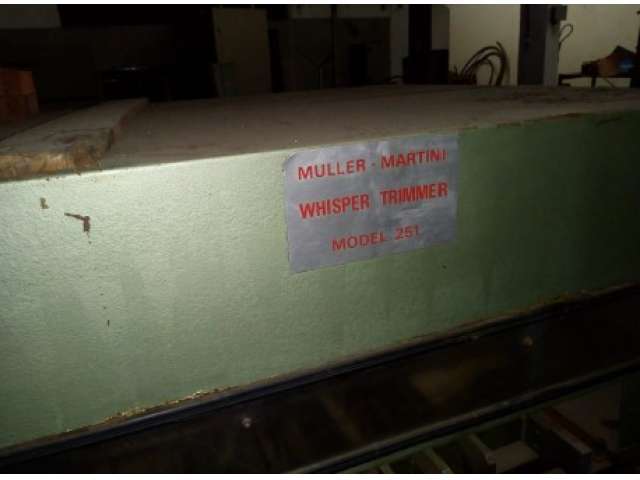 MULLER - MARTINI
WHISPER TRIMMER
MODEL 251